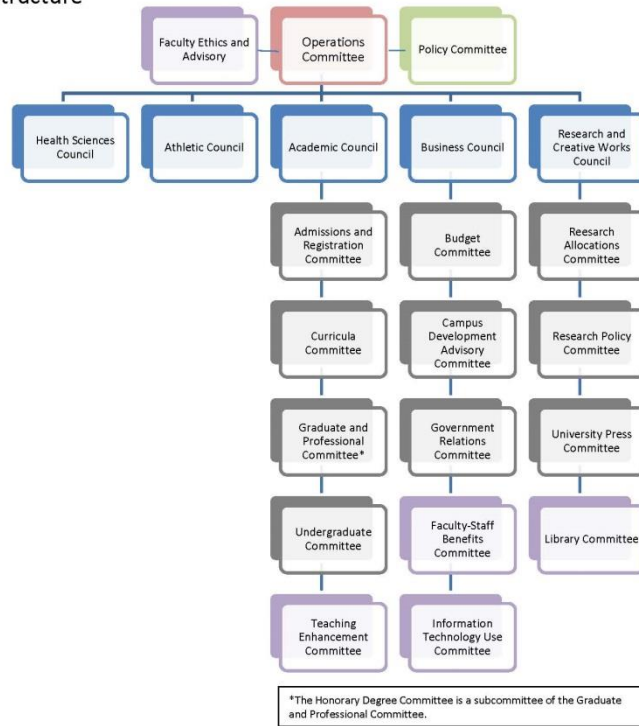 Faculty Ethics and
Advisory
Operations
Committee
Policy Committee
Health Sciences
Council
Athletic Council
Academic Council
Business Council
Research and
Creative Works
Council
Admissions and
Registration
Committee
Budget
Committee
Reesarch
Allocations
Committee
Curricula
Committee
Campus
Development
Advisory
Committee
Research Policy
Committee
Graduate and
Professional
Committee*
Government
Relations
Committee
University Press
Committee
Undergraduate
Committee
Faculty-Staff
Benefits
Committee
Library Committee
Teaching
Enhancement
Committee
Information
Technology Use
Committee
*The Honorary Degree Committee is a subcommittee of the Graduate
and Professional Committee.